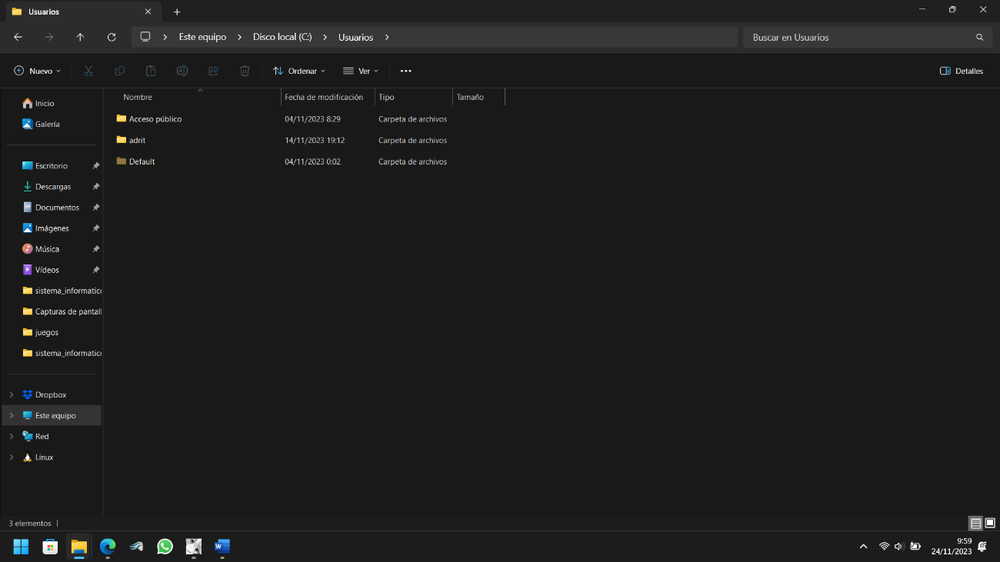 Usuarios
Este equipo
Disco local (C:)
Usuarios
Buscar en Usuarios
Nuevo
Ordenar
Ver
Detalles
Nombre
Fecha de modificación
Tipo
Tamaño
Acceso público 04/11/2023 8:29 Carpeta de archivos
adrit 14/11/2023 19:12 Carpeta de archivos
Default 04/11/2023 0:02 Carpeta de archivos
Inicio
Galería
Escritorio
Descargas
Documentos
Imágenes
Música
Vídeos
sistema_informatico
Capturas de pantall
juegos
sistema_informatico
Dropbox
Este equipo
Red
Linux
3 elementos
W
9:59
24/11/2023